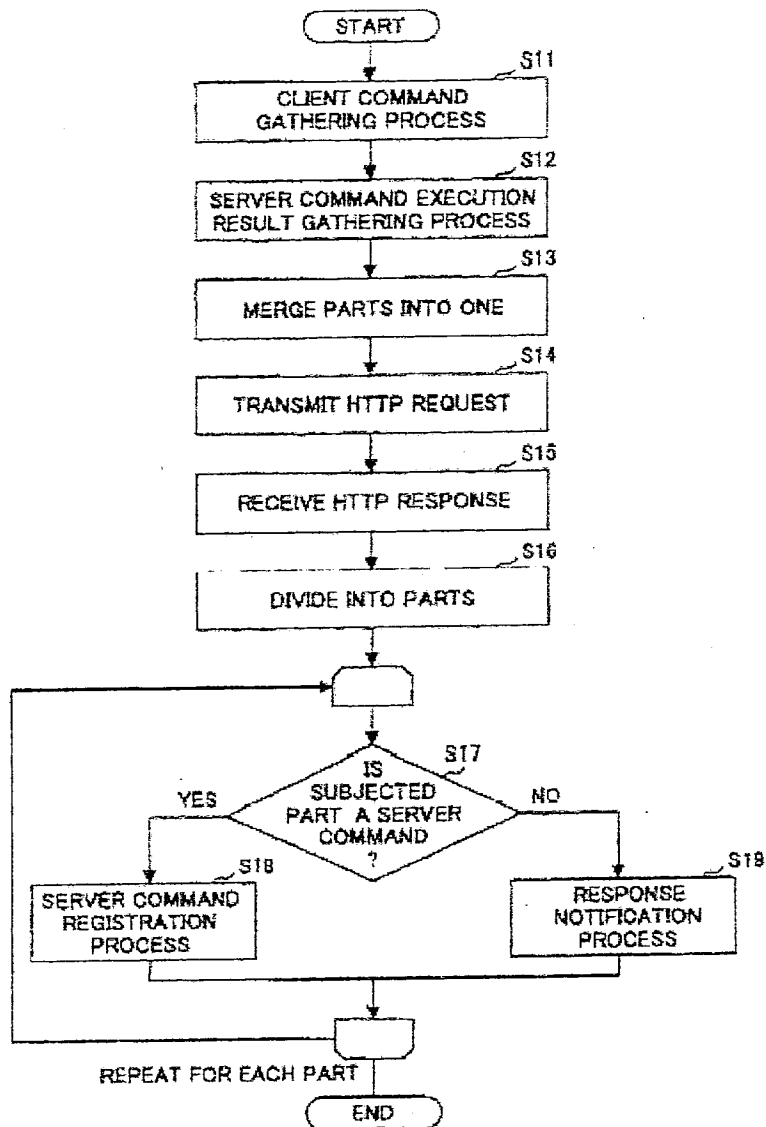 START
S11
CLIENT COMMAND
GATHERING PROCESS
S12
SERVER COMMAND EXECUTION
RESULT GATHERING PROCESS
S13
MERGE PARTS INTO ONE
S14
TRANSMIT HTTP REQUEST
S15
RECEIVE HTTP RESPONSE
S16
DIVIDE INTO PARTS
S17
IS
SUBJECTED
PART A SERVER
COMMAND
?
YES
NO
S18
SERVER COMMAND
REGISTRATION
PROCESS
S19
RESPONSE
NOTIFICATION
PROCESS
REPEAT FOR EACH PART
END